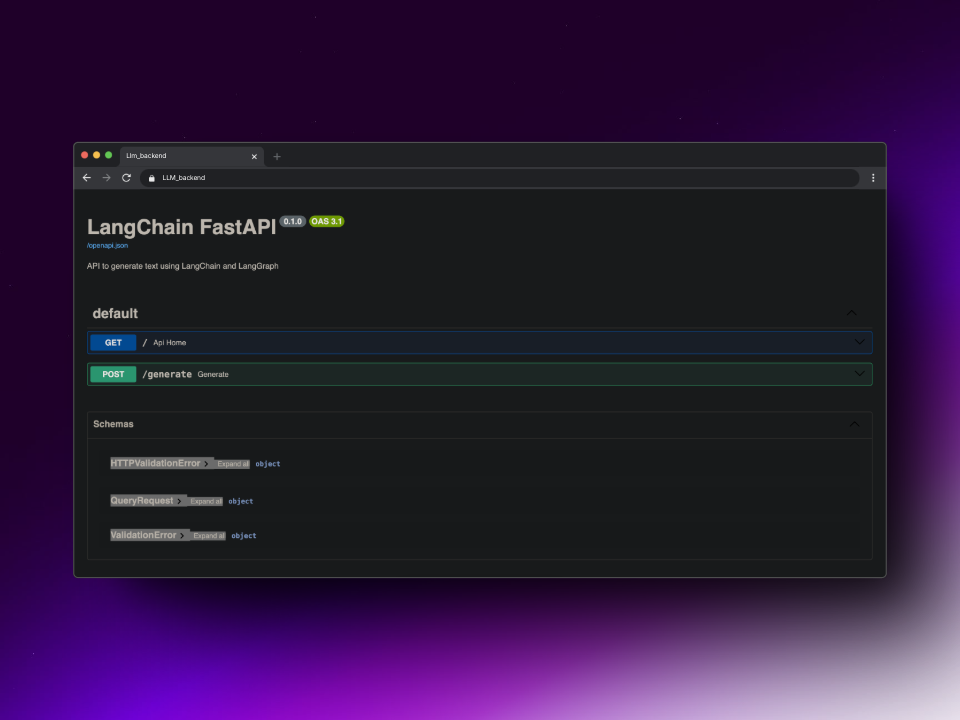 Llm_backend
LLM_backend
LangChain FastAPI 0.1.0 OAS 3.1
/openapi.json
API to generate text using LangChain and LangGraph
default
GET / Api Home
POST /generate Generate
Schemas
HTTPValidationError Expand all object
QueryRequest Expand all object
ValidationError Expand all object